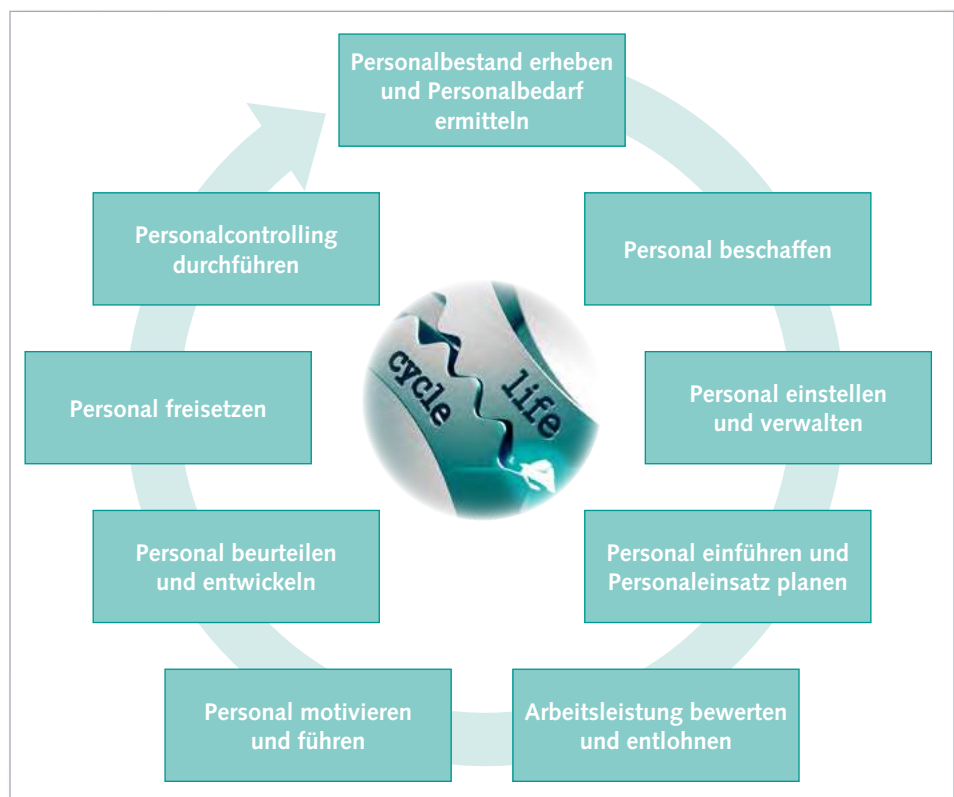 Personalbestand erheben
und Personalbedarf
ermitteln
Personal beschaffen
Personal einstellen
und verwalten
Personal einführen und
Personaleinsatz planen
Arbeitsleistung bewerten
und entlohnen
Personal motivieren
und führen
Personal beurteilen
und entwickeln
Personal freisetzen
Personalcontrolling
durchführen
life
cycle